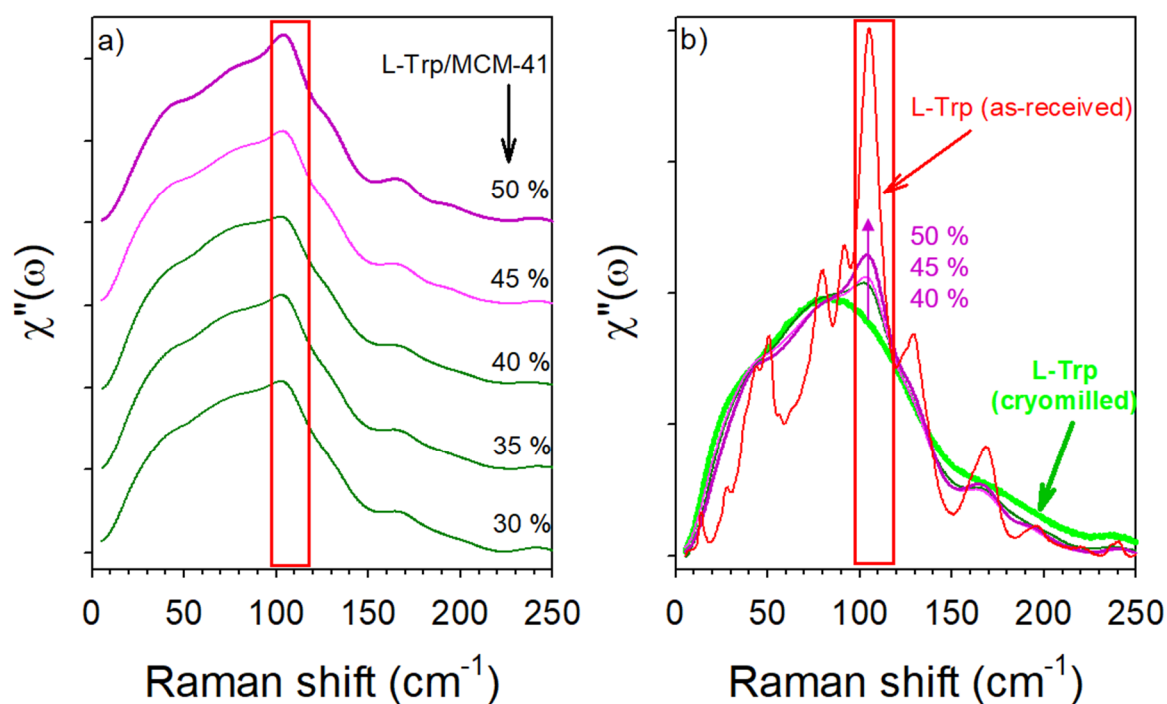 a)
L-Trp/MCM-41
50 %
45 %
40 %
35 %
30 %
χ"(ω)
0 50 100 150 200 250
Raman shift (cm⁻¹)
b)
L-Trp (as-received)
50 %
45 %
40 %
L-Trp
(cryomilled)
χ"(ω)
0 50 100 150 200 250
Raman shift (cm⁻¹)